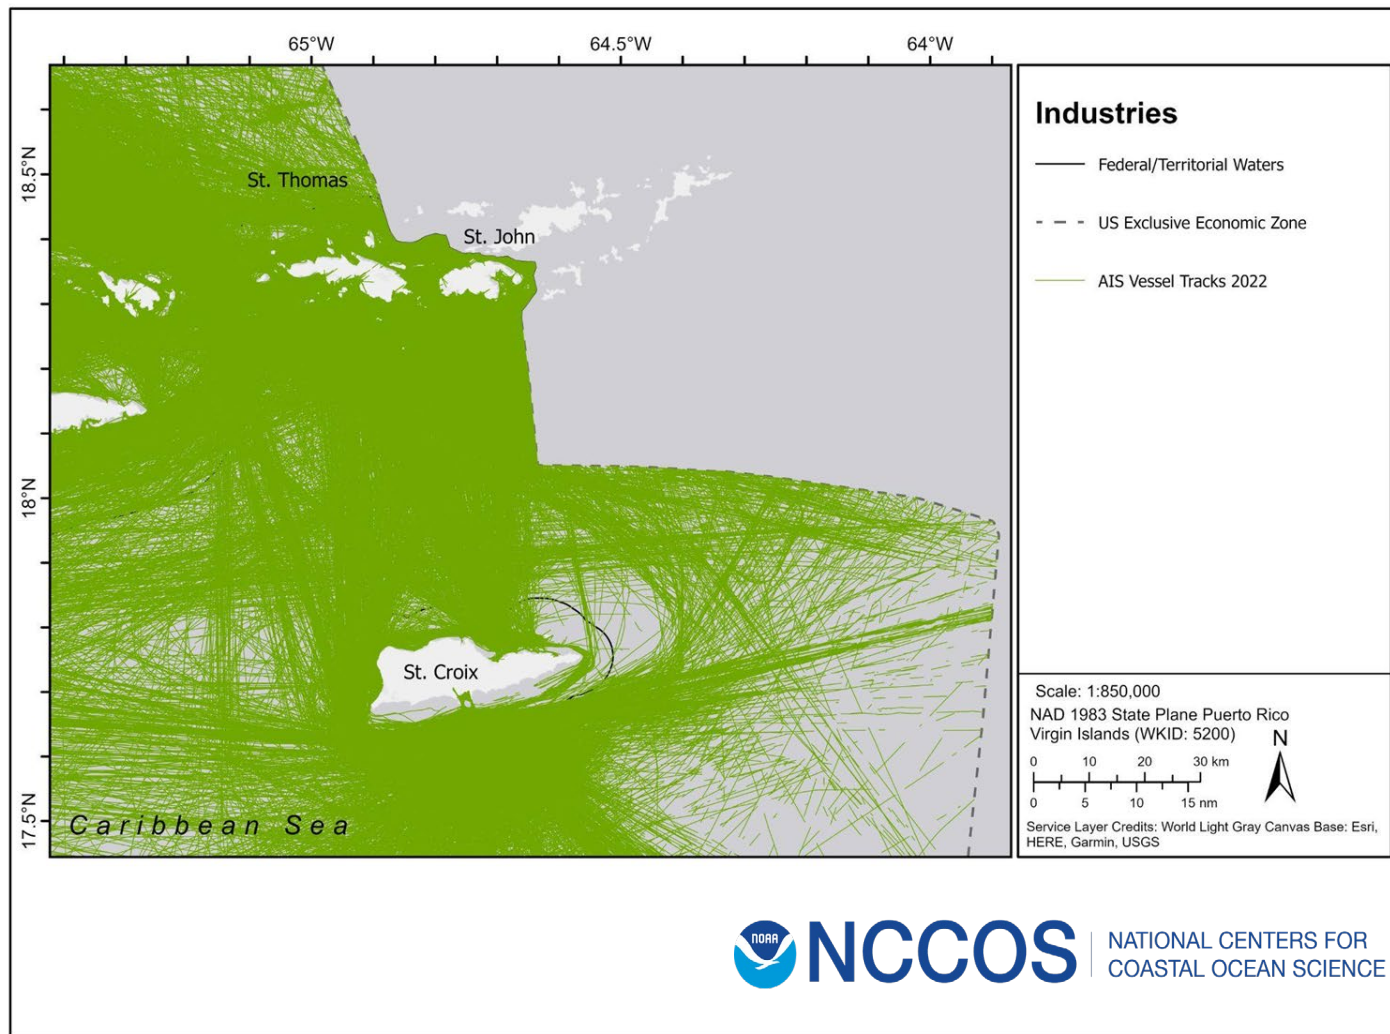 65°W 64.5°W 64°W
18.5°N
18°N
17.5°N
St. Thomas
St. John
St. Croix
Caribbean Sea
Industries
Federal/Territorial Waters
US Exclusive Economic Zone
AIS Vessel Tracks 2022
Scale: 1:850,000
NAD 1983 State Plane Puerto Rico
Virgin Islands (WKID: 5200)
N
0 10 20 30 km
0 5 10 15 nm
Service Layer Credits: World Light Gray Canvas Base: Esri,
HERE, Garmin, USGS
NOAA
NCCOS
NATIONAL CENTERS FOR
COASTAL OCEAN SCIENCE